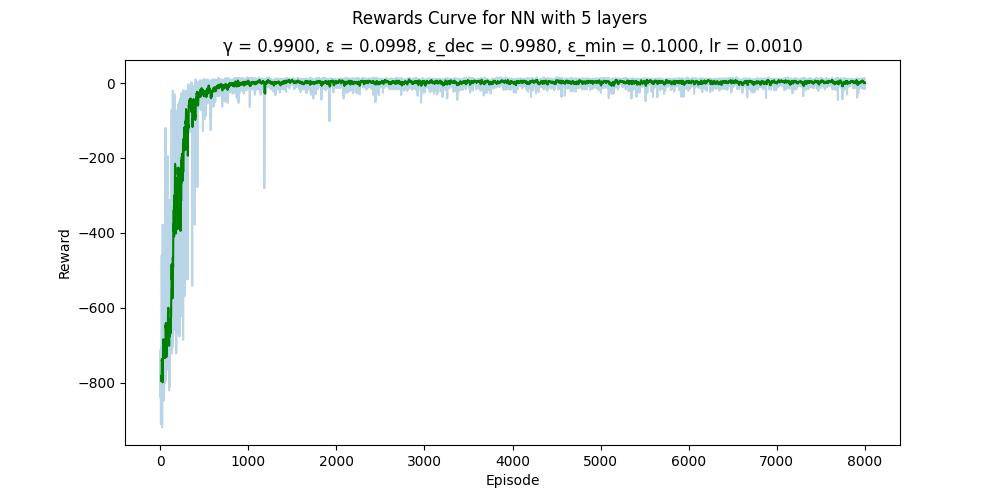 Rewards Curve for NN with 5 layers
γ = 0.9900, ε = 0.0998, ε_dec = 0.9980, ε_min = 0.1000, lr = 0.0010
0
−200
−400
−600
−800
Reward
0 1000 2000 3000 4000 5000 6000 7000 8000
Episode